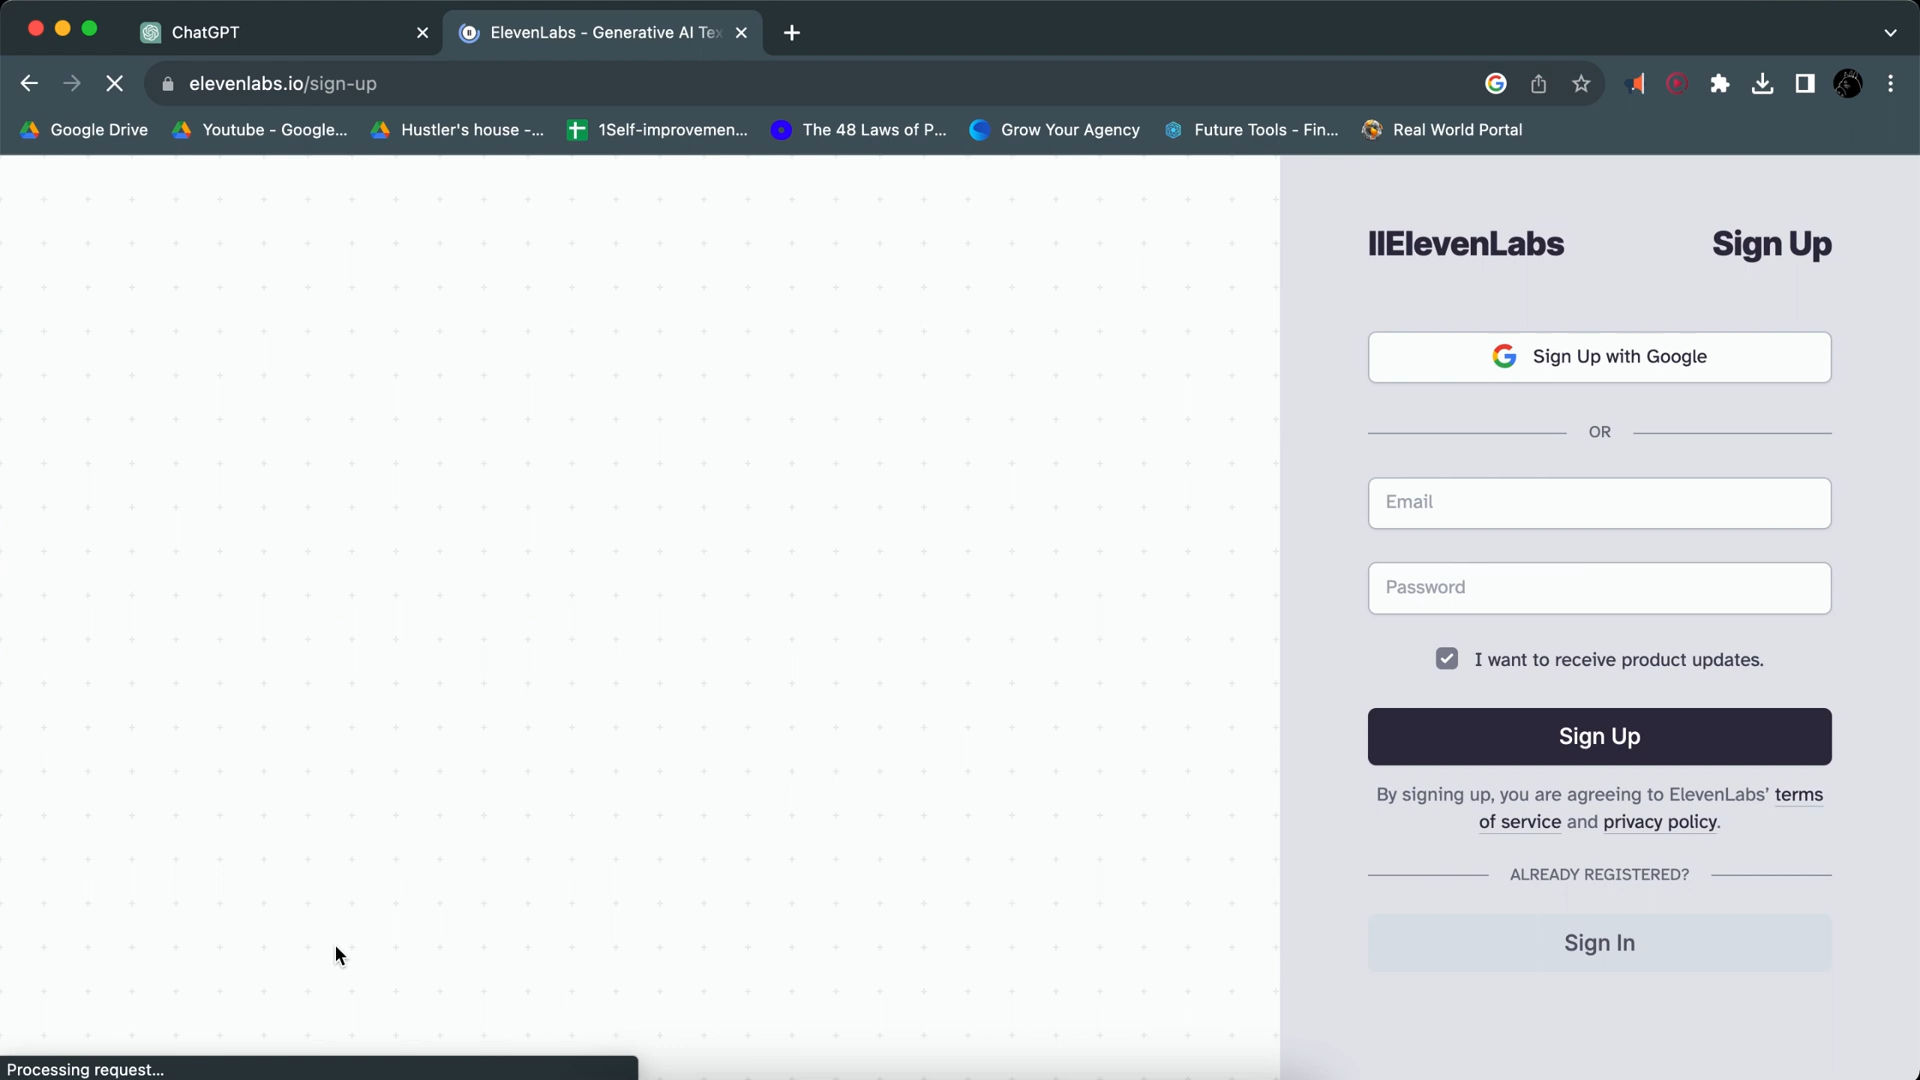 ChatGPT
ElevenLabs - Generative AI Tex
elevenlabs.io/sign-up
Google Drive
Youtube - Google...
Hustler's house -...
1Self-improvemen...
The 48 Laws of P...
Grow Your Agency
Future Tools - Fin...
Real World Portal
IIElevenLabs
Sign Up
Sign Up with Google
OR
Email
Password
I want to receive product updates.
Sign Up
By signing up, you are agreeing to ElevenLabs’ terms
of service and privacy policy.
ALREADY REGISTERED?
Sign In
Processing request...